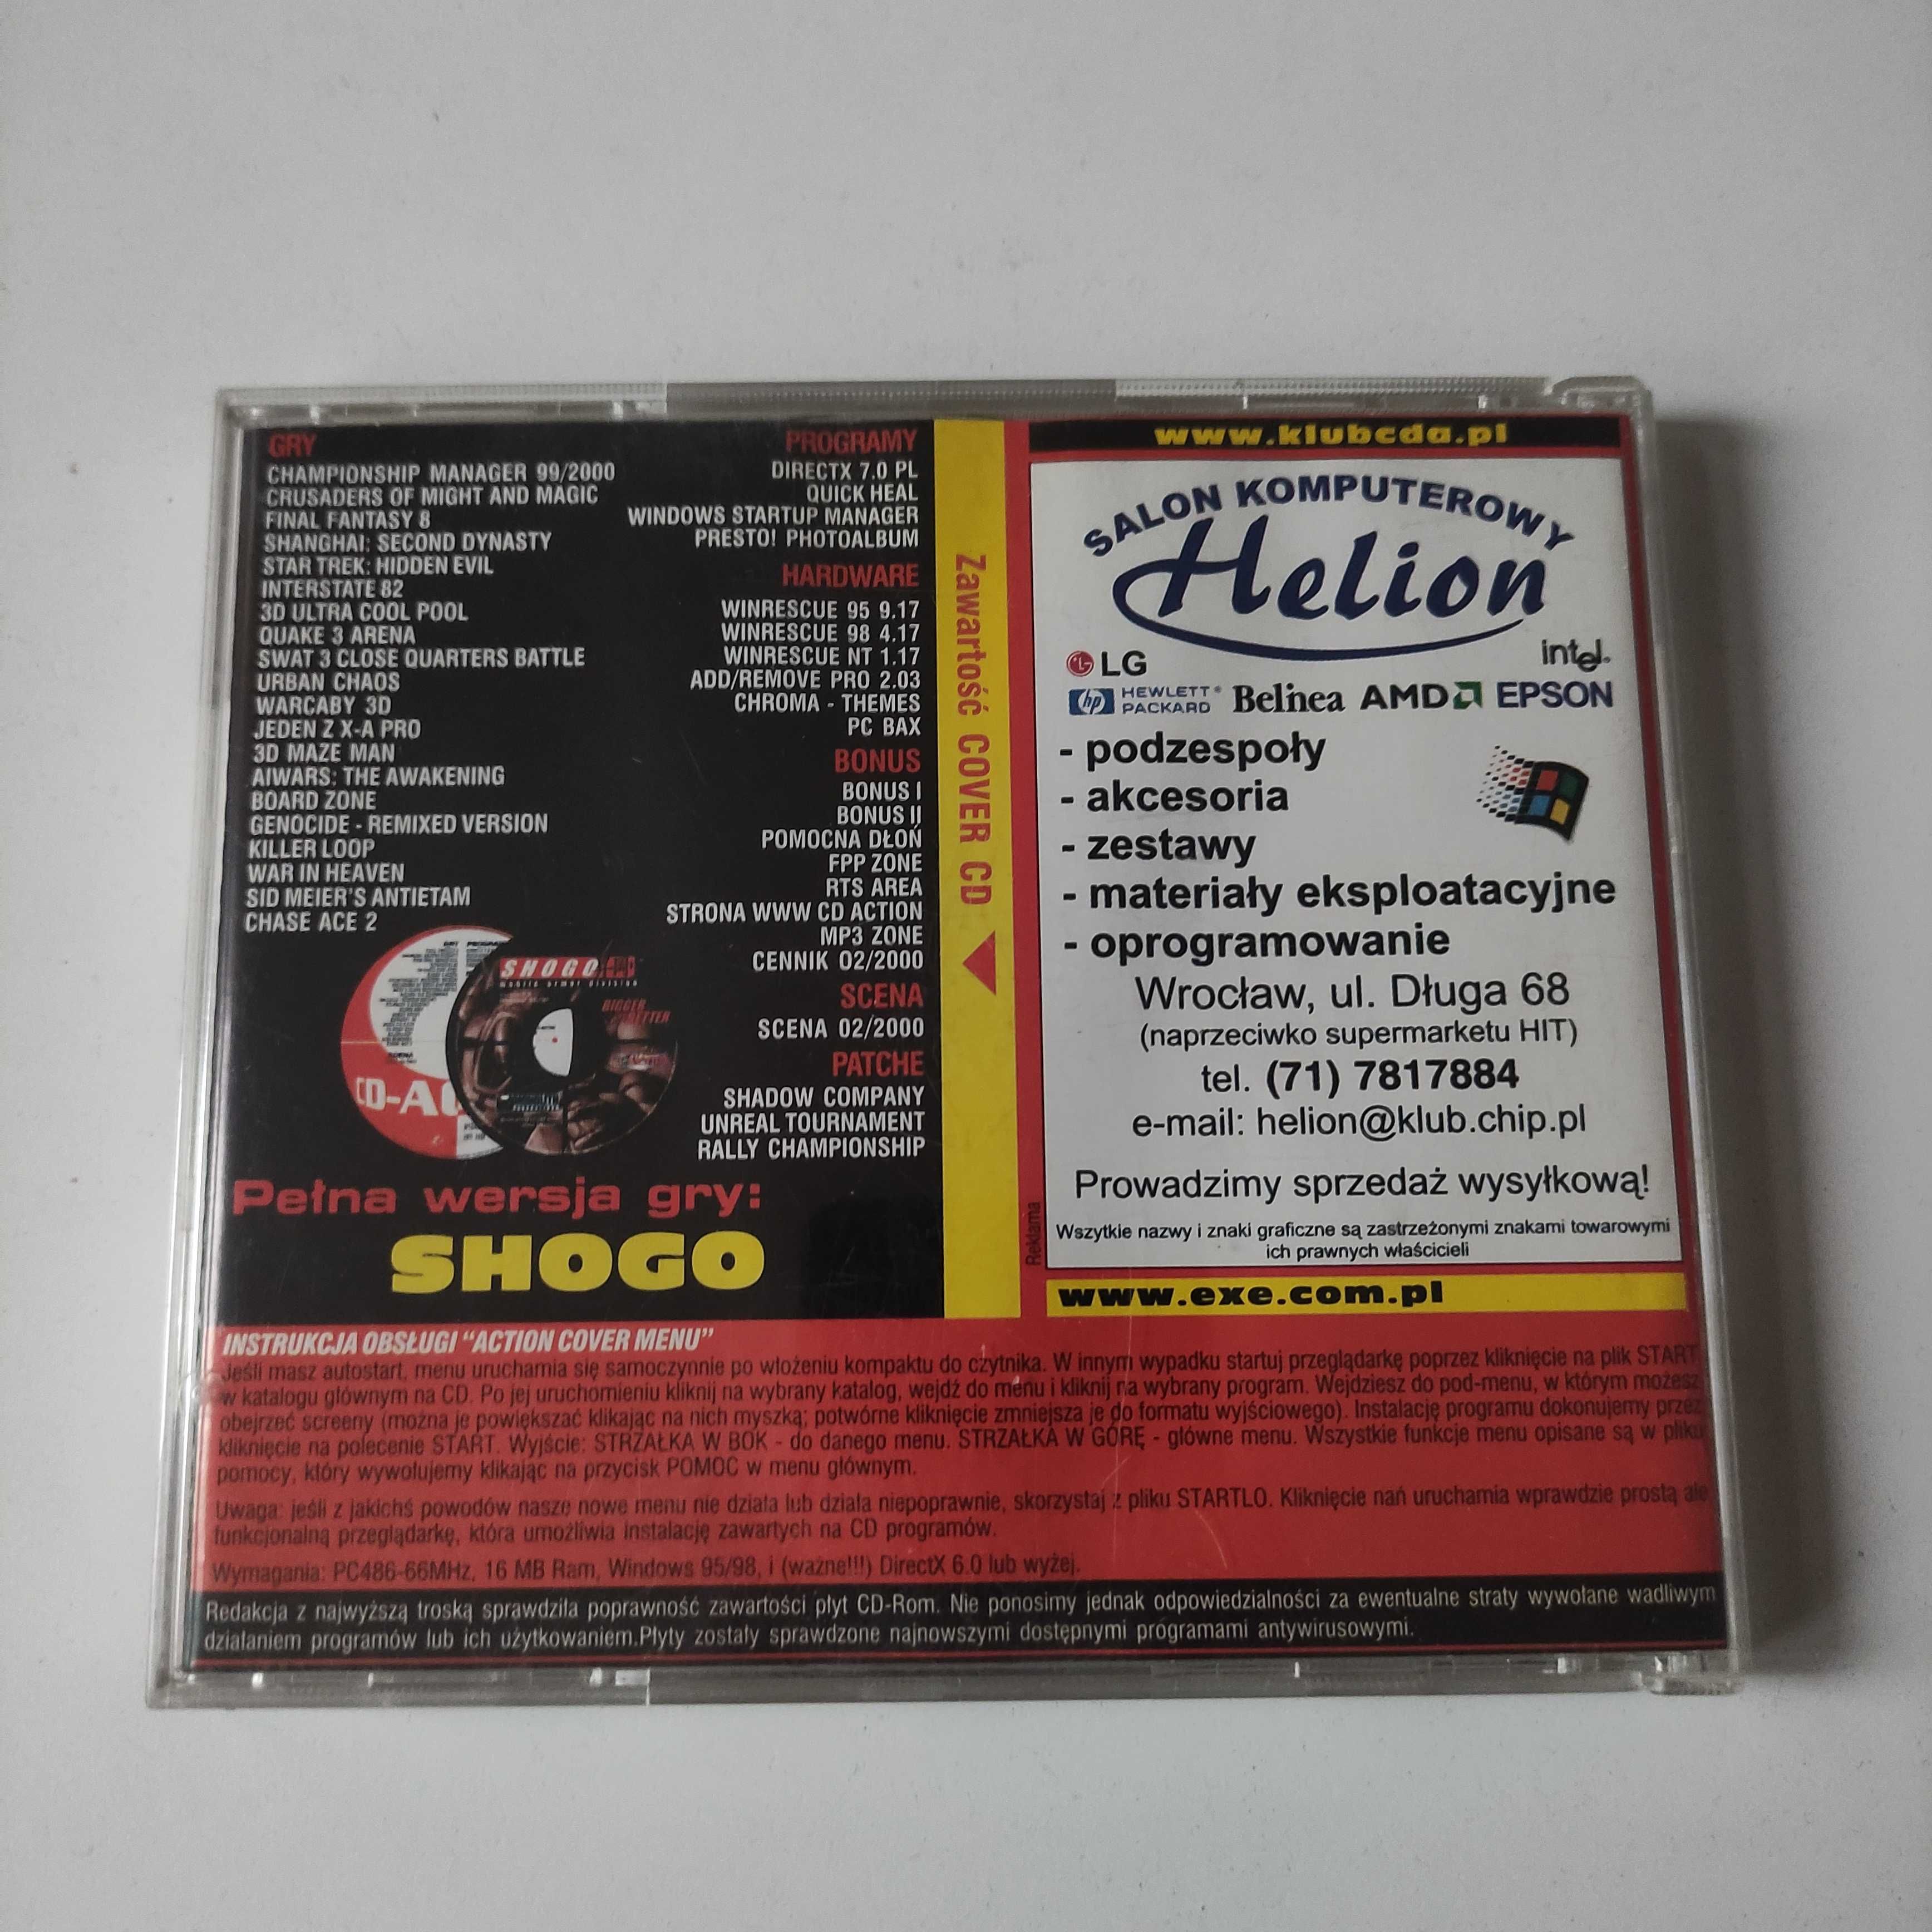 GRY
CHAMPIONSHIP MANAGER 99/2000
CRUSADERS OF MIGHT AND MAGIC
FINAL FANTASY 8
SHANGHAI: SECOND DYNASTY
STAR TREK: HIDDEN EVIL
INTERSTATE 82
3D ULTRA COOL POOL
QUAKE 3 ARENA
SWAT 3 CLOSE QUARTERS BATTLE
URBAN CHAOS
WARCABY 3D
JEDEN Z X-A PRO
3D MAZE MAN
AIWARS: THE AWAKENING
BOARD ZONE
GENOCIDE - REMIXED VERSION
KILLER LOOP
WAR IN HEAVEN
SID MEIER'S ANTIETAM
CHASE ACE 2
PROGRAMY
DIRECTX 7.0 PL
QUICK HEAL
WINDOWS STARTUP MANAGER
PRESTO! PHOTOALBUM
HARDWARE
WINRESCUE 95 9.17
WINRESCUE 98 4.17
WINRESCUE NT 1.17
ADD/REMOVE PRO 2.03
CHROMA - THEMES
PC BAX
BONUS
BONUS I
BONUS II
POMOCNA DŁOŃ
FPP ZONE
RTS AREA
STRONA WWW CD ACTION
MP3 ZONE
CENNIK 02/2000
SCENA
SCENA 02/2000
PATCHE
SHADOW COMPANY
UNREAL TOURNAMENT
RALLY CHAMPIONSHIP
CD-AC
SHOGO
mobile armor division
BIGGER
BETTER
Pełna wersja gry:
SHOGO
Zawartość COVER CD
www.klubcda.pl
SALON KOMPUTEROWY
Helion
LG
intel
hp HEWLETT PACKARD Belinea AMD EPSON
- podzespoły
- akcesoria
- zestawy
- materiały eksploatacyjne
- oprogramowanie
Wrocław, ul. Długa 68
(naprzeciwko supermarketu HIT)
tel. (71) 7817884
e-mail: helion@klub.chip.pl
Prowadzimy sprzedaż wysyłkową!
Wszytkie nazwy i znaki graficzne są zastrzeżonymi znakami towarowymi
ich prawnych właścicieli
Reklama
www.exe.com.pl
INSTRUKCJA OBSŁUGI "ACTION COVER MENU"
Jeśli masz autostart, menu uruchamia się samoczynnie po włożeniu kompaktu do czytnika. W innym wypadku startuj przeglądarkę poprzez kliknięcie na plik START
w katalogu głównym na CD. Po jej uruchomieniu kliknij na wybrany katalog, wejdź do menu i kliknij na wybrany program. Wejdziesz do pod-menu, w którym możesz
obejrzeć screeny (można je powiększać klikając na nich myszką; potwórne kliknięcie zmniejsza je do formatu wyjściowego). Instalację programu dokonujemy przez
kliknięcie na polecenie START. Wyjście: STRZAŁKA W BOK - do danego menu. STRZAŁKA W GÓRĘ - główne menu. Wszystkie funkcje menu opisane są w pliku
pomocy, który wywołujemy klikając na przycisk POMOC w menu głównym.
Uwaga: jeśli z jakichś powodów nasze nowe menu nie działa lub działa niepoprawnie, skorzystaj z pliku STARTLO. Kliknięcie nań uruchamia wprawdzie prostą ale
funkcjonalną przeglądarkę, która umożliwia instalację zawartych na CD programów.
Wymagania: PC486-66MHz, 16 MB Ram, Windows 95/98, i (ważne!!!) DirectX 6.0 lub wyżej.
Redakcja z najwyższą troską sprawdziła poprawność zawartości płyt CD-Rom. Nie ponosimy jednak odpowiedzialności za ewentualne straty wywołane wadliwym
działaniem programów lub ich użytkowaniem.Płyty zostały sprawdzone najnowszymi dostępnymi programami antywirusowymi.